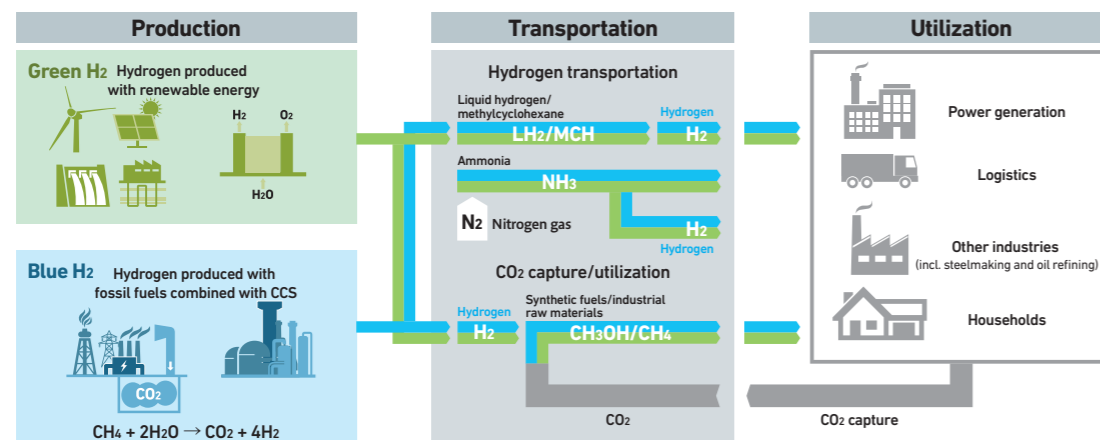 Production
Transportation
Utilization
Green H2
Hydrogen produced
with renewable energy
H2
O2
H2O
Blue H2
Hydrogen produced with
fossil fuels combined with CCS
CO2
CH4 + 2H2O → CO2 + 4H2
Hydrogen transportation
Liquid hydrogen/
methylcyclohexane
Hydrogen
LH2/MCH
H2
Ammonia
NH3
N2
Nitrogen gas
H2
Hydrogen
CO2 capture/utilization
Synthetic fuels/industrial
raw materials
Hydrogen
H2
CH3OH/CH4
CO2
CO2 capture
Power generation
Logistics
Other industries
(incl. steelmaking and oil refining)
Households